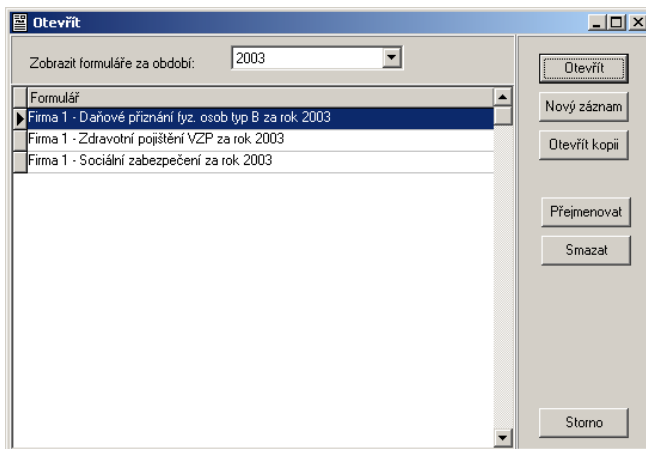 Otevřít
Zobrazit formuláře za období: 2003
Otevřít
Formulář
Nový záznam
Firma 1 - Daňové přiznání fyz. osob typ B za rok 2003
Firma 1 - Zdravotní pojištění VZP za rok 2003
Otevřít kopii
Firma 1 - Sociální zabezpečení za rok 2003
Přejmenovat
Smazat
Storno